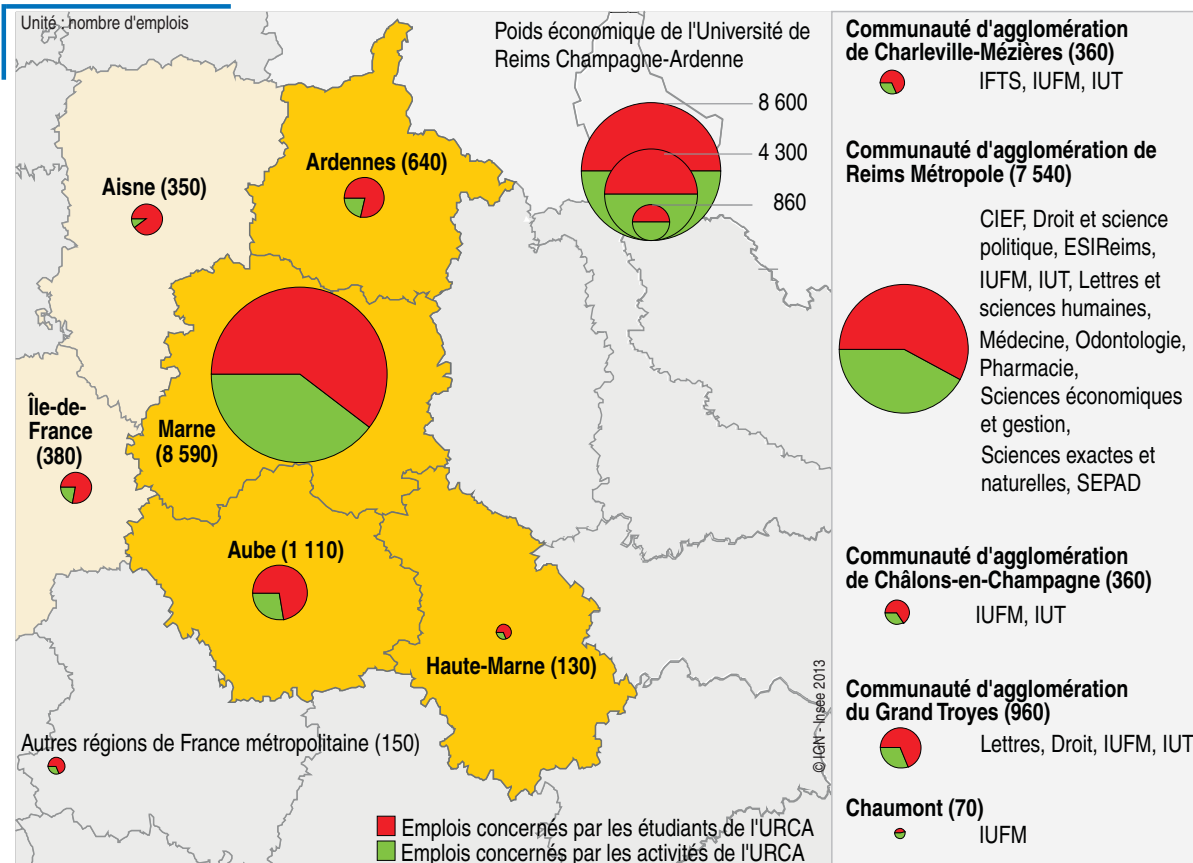 Unité : nombre d'emplois
Poids économique de l'Université de
Reims Champagne-Ardenne
8 600
4 300
860
Ardennes (640)
Aisne (350)
Île-de-
France
(380)
Marne
(8 590)
Aube (1 110)
Haute-Marne (130)
Autres régions de France métropolitaine (150)
© IGN - Insee 2013
Emplois concernés par les étudiants de l'URCA
Emplois concernés par les activités de l'URCA
Communauté d'agglomération
de Charleville-Mézières (360)
IFTS, IUFM, IUT
Communauté d'agglomération de
Reims Métropole (7 540)
CIEF, Droit et science
politique, ESIReims,
IUFM, IUT, Lettres et
sciences humaines,
Médecine, Odontologie,
Pharmacie,
Sciences économiques
et gestion,
Sciences exactes et
naturelles, SEPAD
Communauté d'agglomération
de Châlons-en-Champagne (360)
IUFM, IUT
Communauté d'agglomération
du Grand Troyes (960)
Lettres, Droit, IUFM, IUT
Chaumont (70)
IUFM